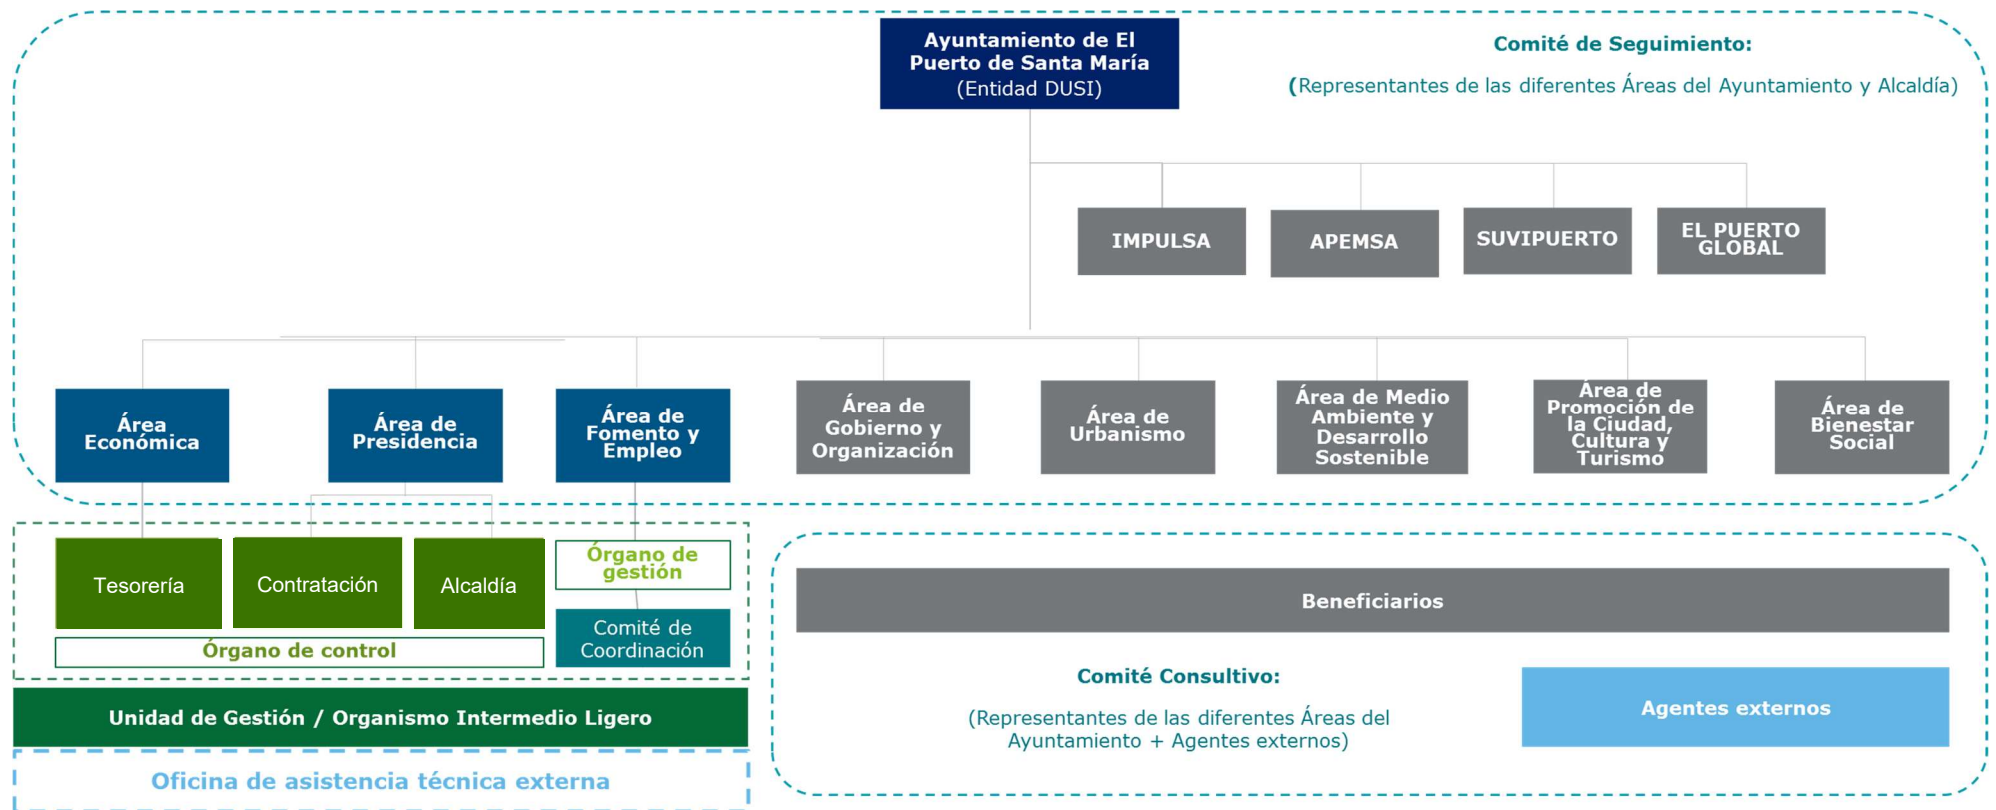 Ayuntamiento de El
Puerto de Santa María
(Entidad DUSI)
Comité de Seguimiento:
(Representantes de las diferentes Áreas del Ayuntamiento y Alcaldía)
IMPULSA
APEMSA
SUVIPUERTO
EL PUERTO
GLOBAL
Área
Económica
Área de
Presidencia
Área de
Fomento y
Empleo
Área de
Gobierno y
Organización
Área de
Urbanismo
Área de Medio
Ambiente y
Desarrollo
Sostenible
Área de
Promoción de
la Ciudad,
Cultura y
Turismo
Área de
Bienestar
Social
Tesorería
Contratación
Alcaldía
Órgano de
gestión
Comité de
Coordinación
Órgano de control
Unidad de Gestión / Organismo Intermedio Ligero
Oficina de asistencia técnica externa
Beneficiarios
Comité Consultivo:
(Representantes de las diferentes Áreas del
Ayuntamiento + Agentes externos)
Agentes externos